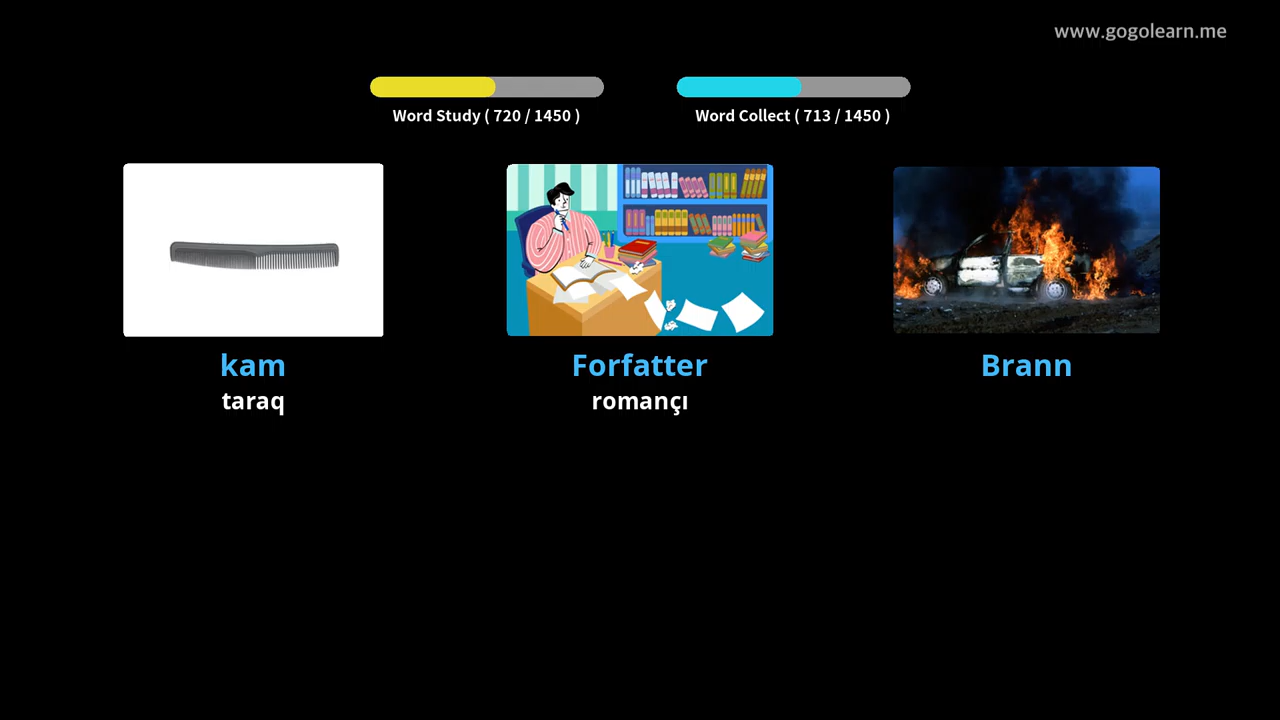 www.gogolearn.me
Word Study ( 720 / 1450 )
Word Collect ( 713 / 1450 )
kam
taraq
Forfatter
romançı
Brann